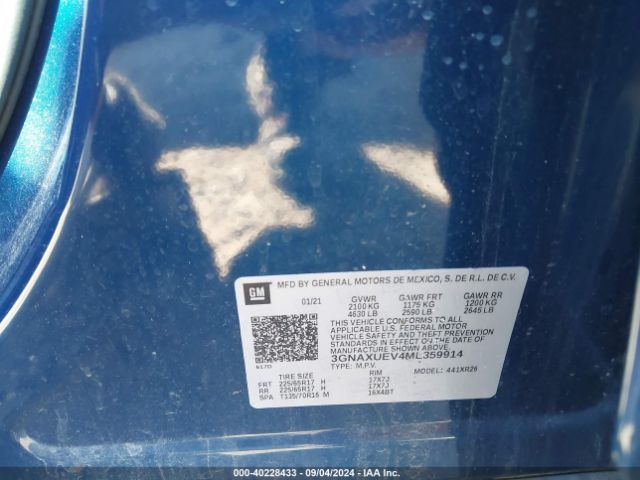 GM
MFD BY GENERAL MOTORS DE MEXICO, S. DE R.L. DE C.V.
01/21 GVWR GAWR FRT GAWR RR
2100 KG 1175 KG 1200 KG
4630 LB 2590 LB 2645 LB
THIS VEHICLE CONFORMS TO ALL
APPLICABLE U.S. FEDERAL MOTOR
VEHICLE SAFETY AND THEFT PREVENTION
STANDARDS IN EFFECT ON THE DATE OF
MANUFACTURE SHOWN ABOVE.
3GNAXUEV4ML359914
TYPE: M.P.V. MODEL: 441XR26
TIRE SIZE RIM
FRT 225/65R17 H 17X7J
RR 225/65R17 H 17X7J
SPA T135/70R16 M 16X4BT
000-40228433 - 09/04/2024 - IAA Inc.